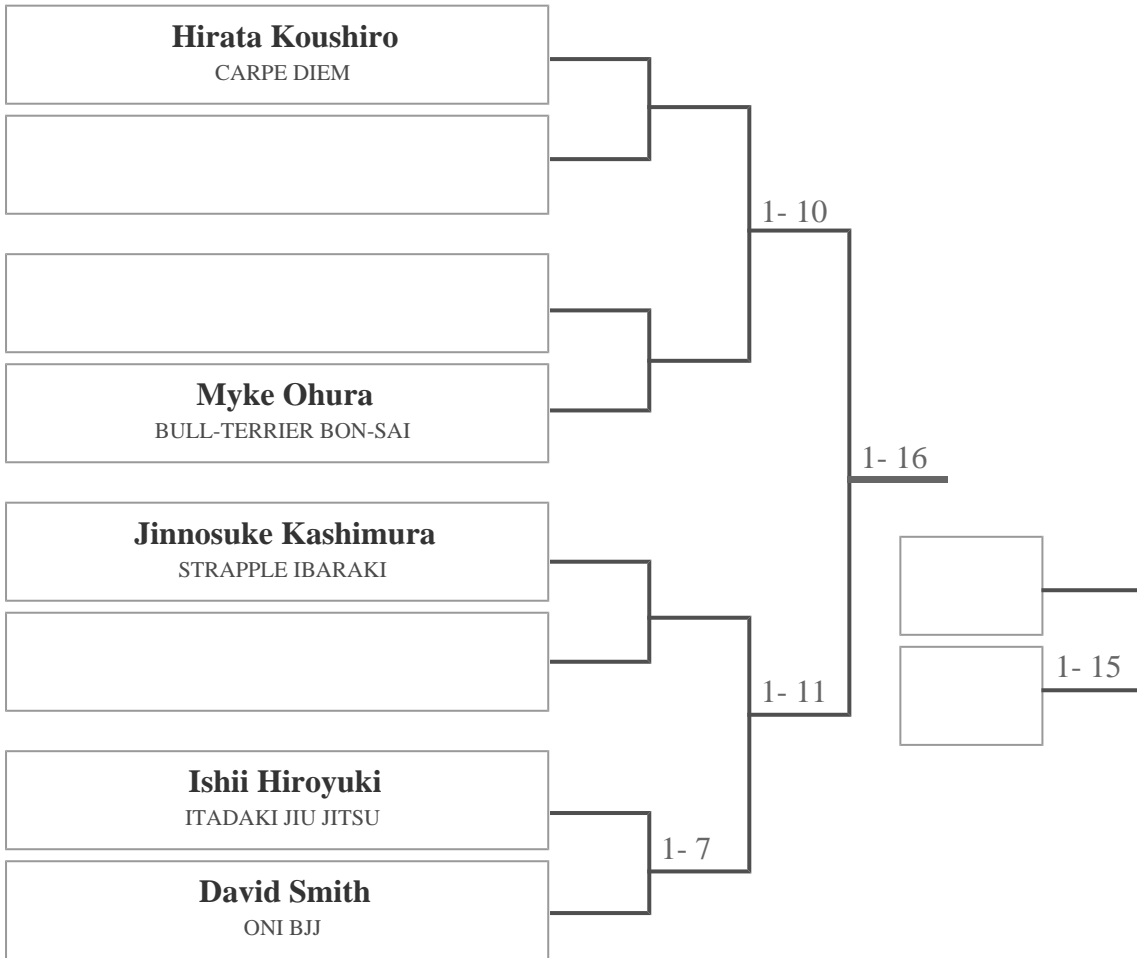 Hirata Koushiro
CARPE DIEM
1- 10
Myke Ohura
BULL-TERRIER BON-SAI
1- 16
Jinnosuke Kashimura
STRAPPLE IBARAKI
1- 15
1- 11
Ishii Hiroyuki
ITADAKI JIU JITSU
1- 7
David Smith
ONI BJJ